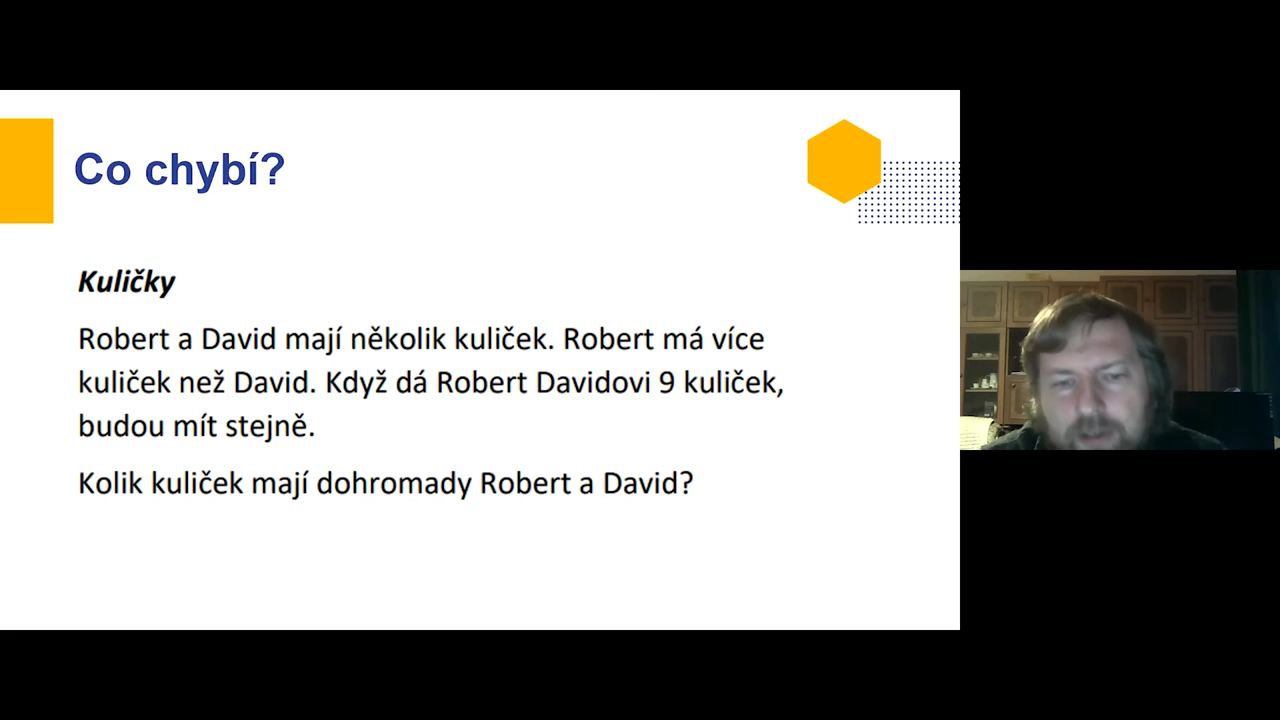 Co chybí?
Kuličky
Robert a David mají několik kuliček. Robert má více
kuliček než David. Když dá Robert Davidovi 9 kuliček,
budou mít stejně.
Kolik kuliček mají dohromady Robert a David?